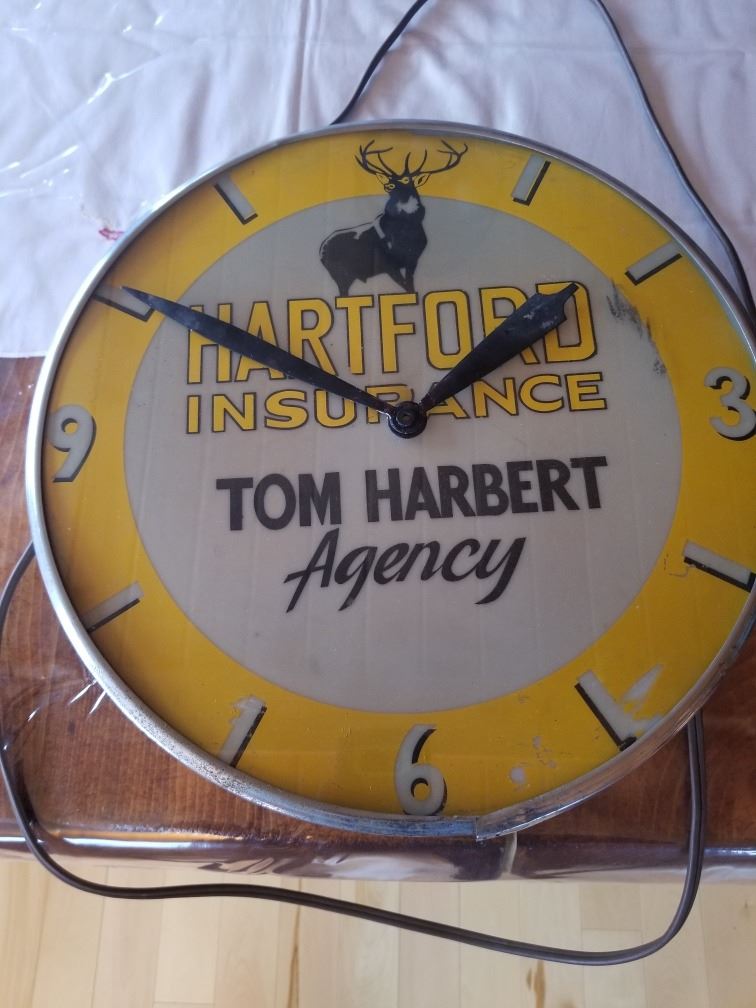 HARTFORD
INSURANCE
3
9
TOM HARBERT
Agency
6